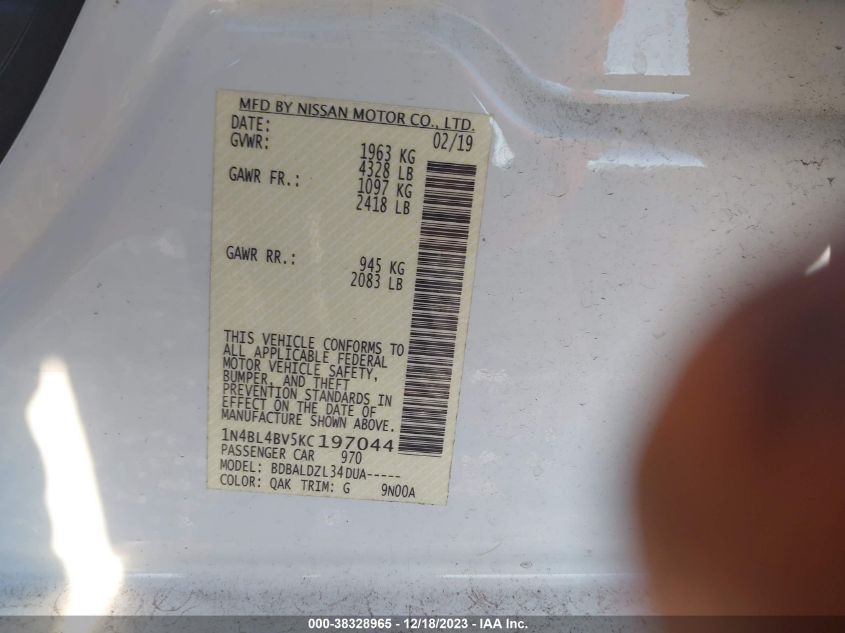 MFD BY NISSAN MOTOR CO., LTD.
DATE: 02/19
GVWR: 1963 KG
4328 LB
GAWR FR.: 1097 KG
2418 LB
GAWR RR.: 945 KG
2083 LB
THIS VEHICLE CONFORMS TO
ALL APPLICABLE FEDERAL
MOTOR VEHICLE SAFETY,
BUMPER, AND THEFT
PREVENTION STANDARDS IN
EFFECT ON THE DATE OF
MANUFACTURE SHOWN ABOVE.
1N4BL4BV5KC197044
PASSENGER CAR 970
MODEL: BDBALDZL34DUA-----
COLOR: QAK TRIM: G 9N00A
000-38328965 - 12/18/2023 - IAA Inc.